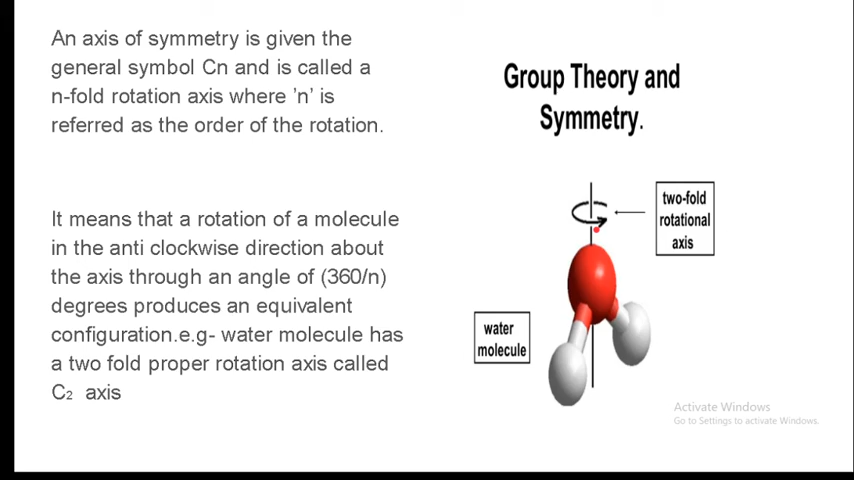 An axis of symmetry is given the
general symbol Cn and is called a
n-fold rotation axis where 'n' is
referred as the order of the rotation.
It means that a rotation of a molecule
in the anti clockwise direction about
the axis through an angle of (360/n)
degrees produces an equivalent
configuration.e.g- water molecule has
a two fold proper rotation axis called
C₂ axis
Group Theory and
Symmetry.
two-fold
rotational
axis
water
molecule
Activate Windows
Go to Settings to activate Windows.